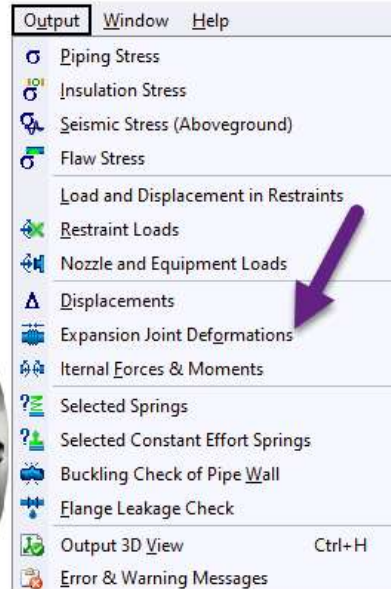 Output Window Help
Piping Stress
Insulation Stress
Seismic Stress (Aboveground)
Flaw Stress
Load and Displacement in Restraints
Restraint Loads
Nozzle and Equipment Loads
Displacements
Expansion Joint Deformations
Iternal Forces & Moments
Selected Springs
Selected Constant Effort Springs
Buckling Check of Pipe Wall
Flange Leakage Check
Output 3D View Ctrl+H
Error & Warning Messages